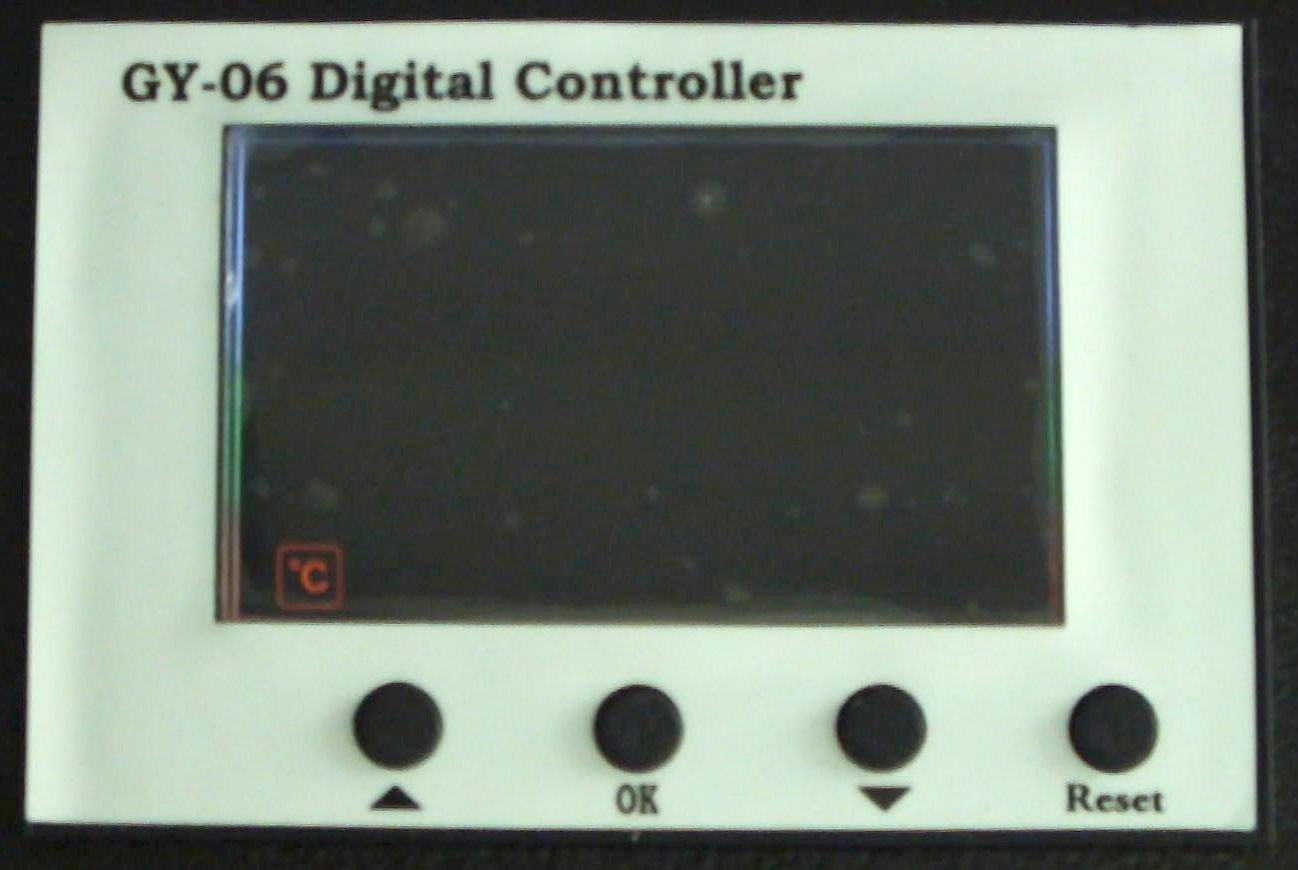 GY-06 Digital Controller
°C
▲ OK ▼ Reset